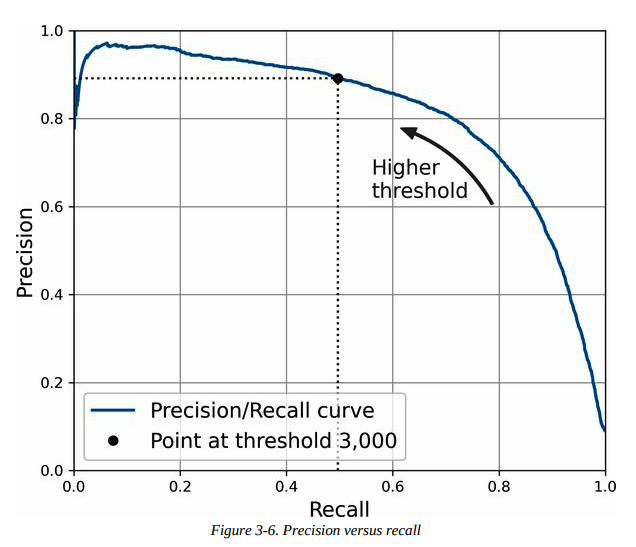 1.0
0.8
0.6
0.4
0.2
0.0
Precision
Higher
threshold
Precision/Recall curve
Point at threshold 3,000
0.0 0.2 0.4 0.6 0.8 1.0
Recall
Figure 3-6. Precision versus recall